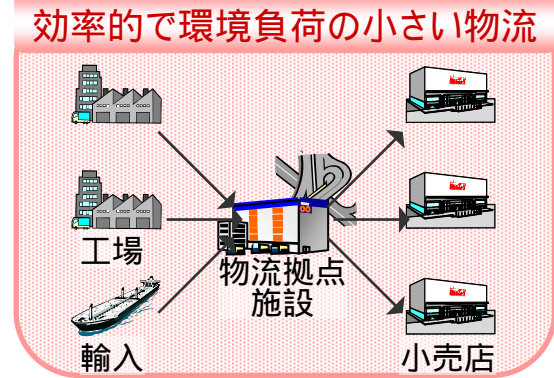 効率的で環境負荷の小さい物流
工場
物流拠点
施設
輸入
小売店